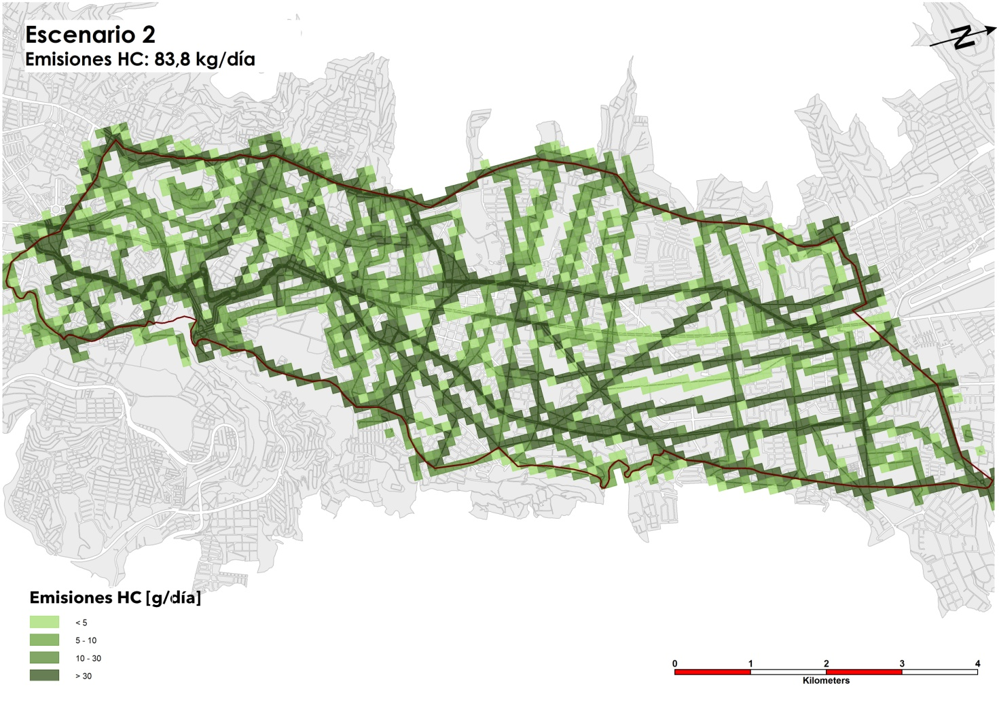 Escenario 2
Emisiones HC: 83,8 kg/día
N
Emisiones HC [g/día]
< 5
5 - 10
10 - 30
> 30
0 1 2 3 4
Kilometers